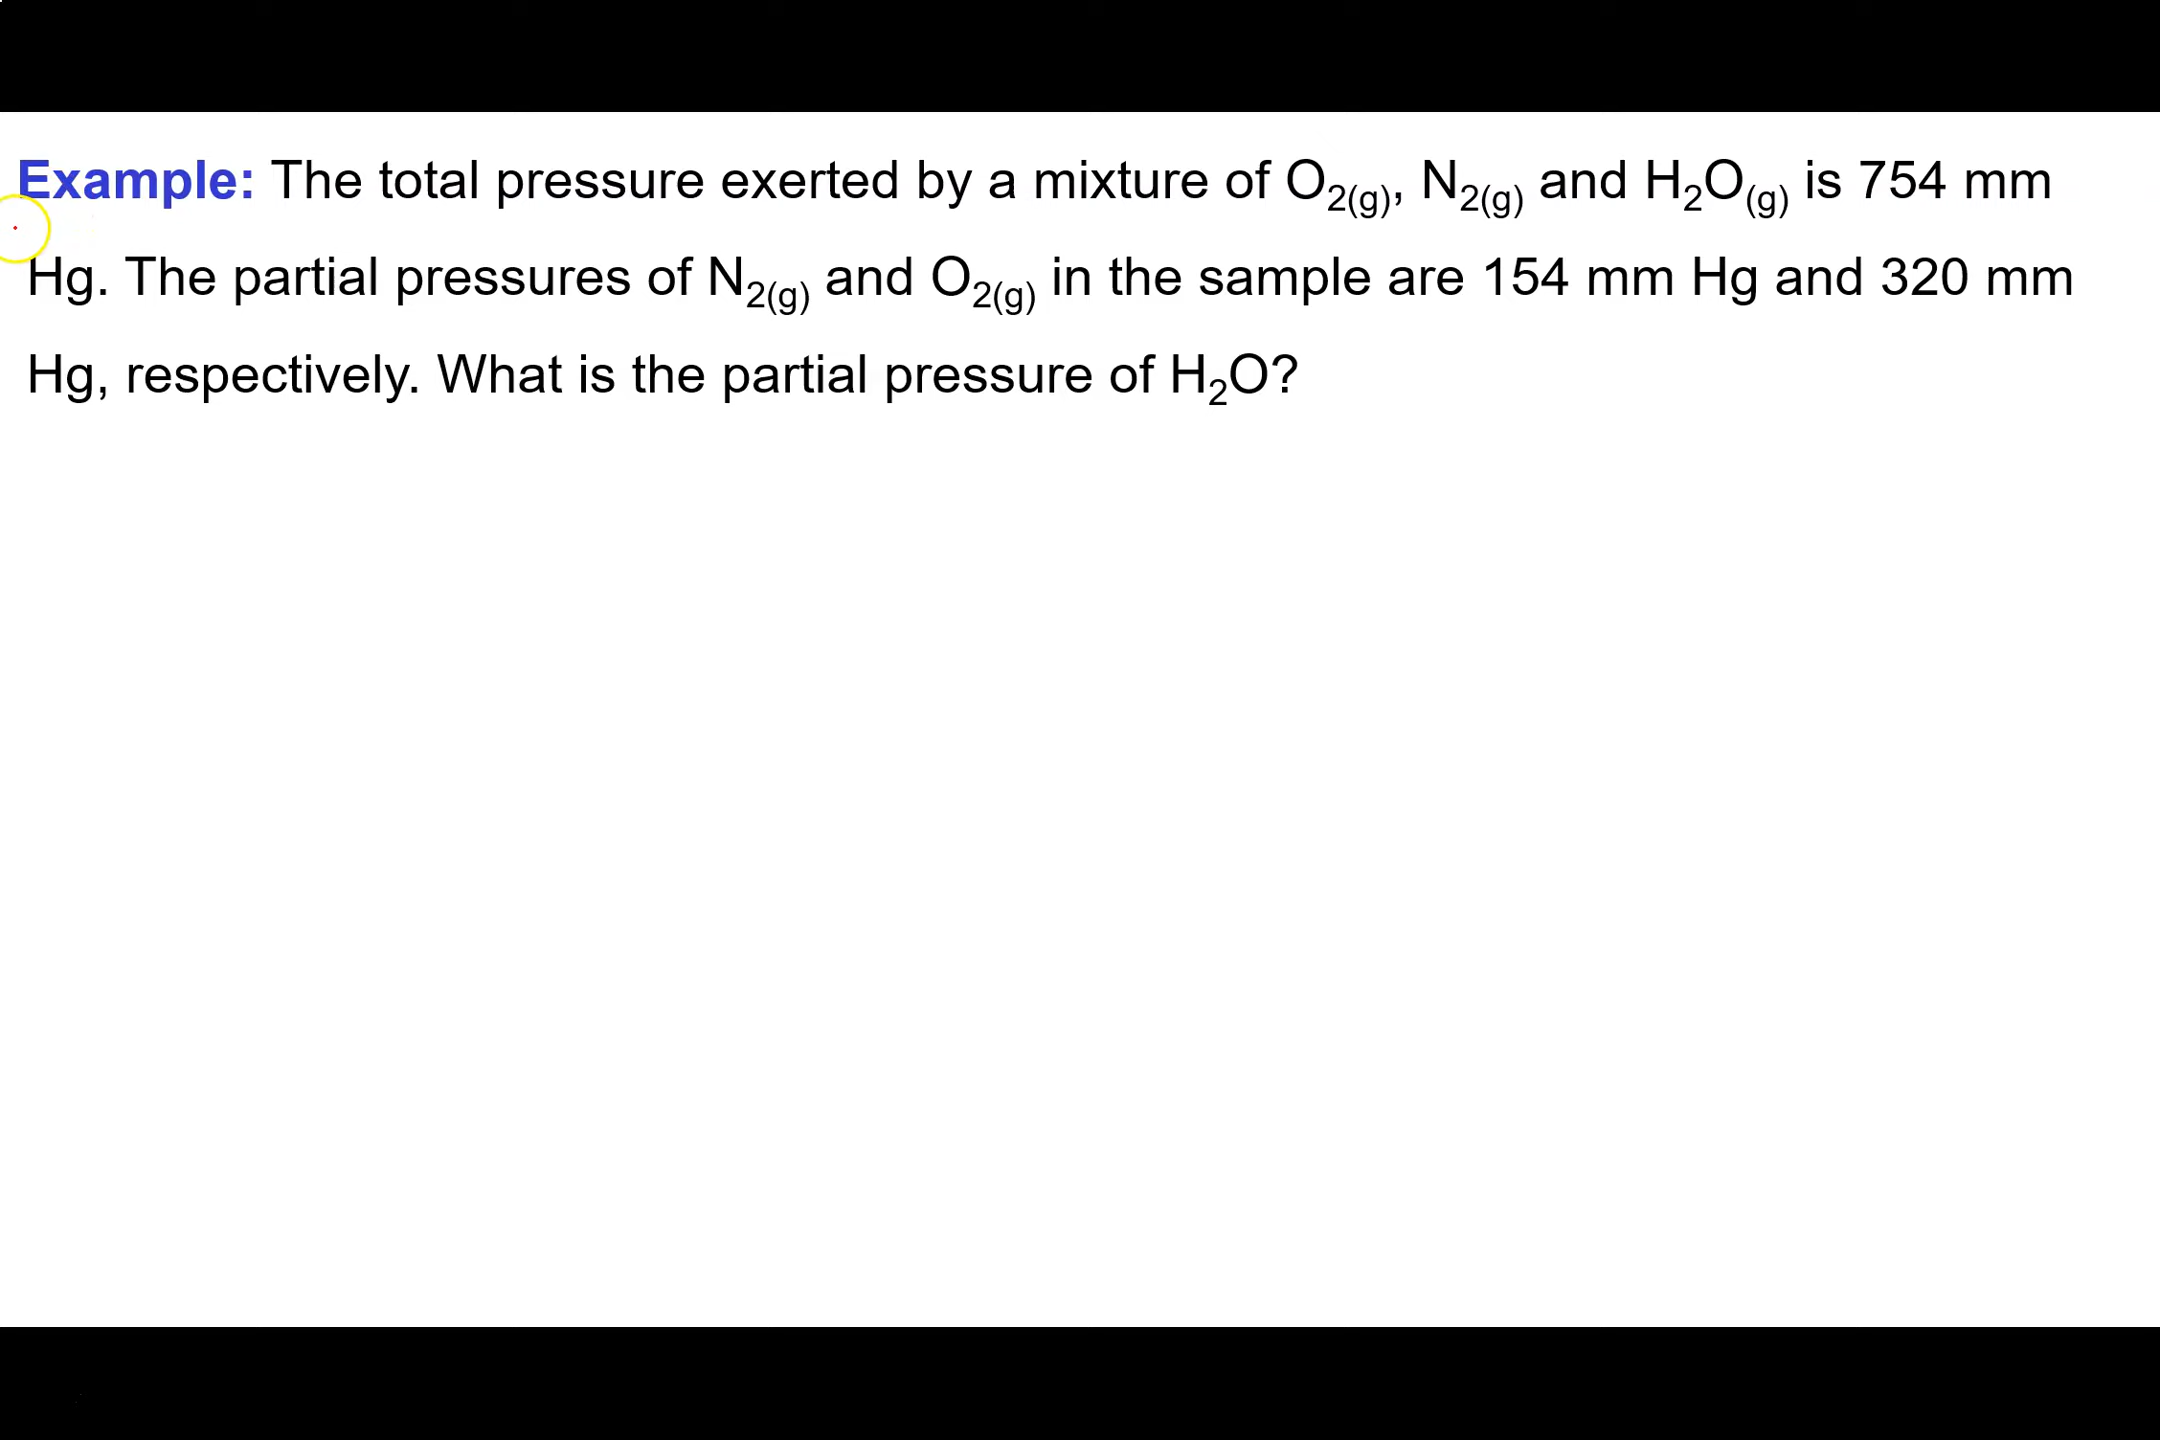 Example: The total pressure exerted by a mixture of O₂(g), N₂(g) and H₂O(g) is 754 mm
Hg. The partial pressures of N₂(g) and O₂(g) in the sample are 154 mm Hg and 320 mm
Hg, respectively. What is the partial pressure of H₂O?